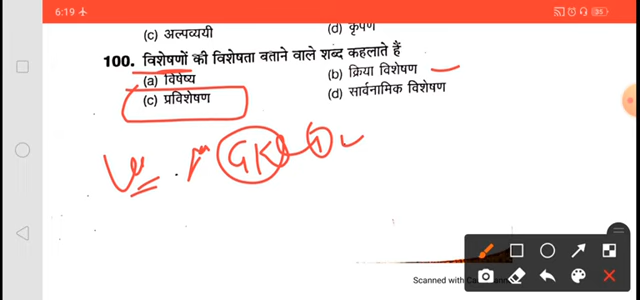 6:19
(c) अल्पव्ययी (d) कृपण
100. विशेषणों की विशेषता बताने वाले शब्द कहलाते हैं
(a) विशेष्य (b) क्रिया विशेषण
(c) प्रविशेषण (d) सार्वनामिक विशेषण
GK
Scanned with